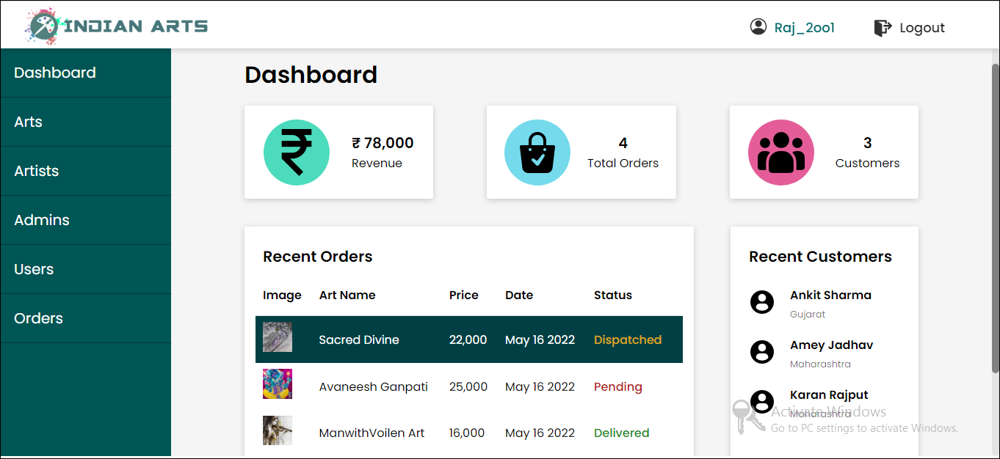 INDIAN ARTS
Raj_2oo1
Logout
Dashboard
Arts
Artists
Admins
Users
Orders
Dashboard
₹ 78,000
Revenue
4
Total Orders
3
Customers
Recent Orders
Image Art Name Price Date Status
Sacred Divine 22,000 May 16 2022 Dispatched
Avaneesh Ganpati 25,000 May 16 2022 Pending
ManwithVoilen Art 16,000 May 16 2022 Delivered
Recent Customers
Ankit Sharma
Gujarat
Amey Jadhav
Maharashtra
Karan Rajput
Maharashtra
Activate Windows
Go to PC settings to activate Windows.